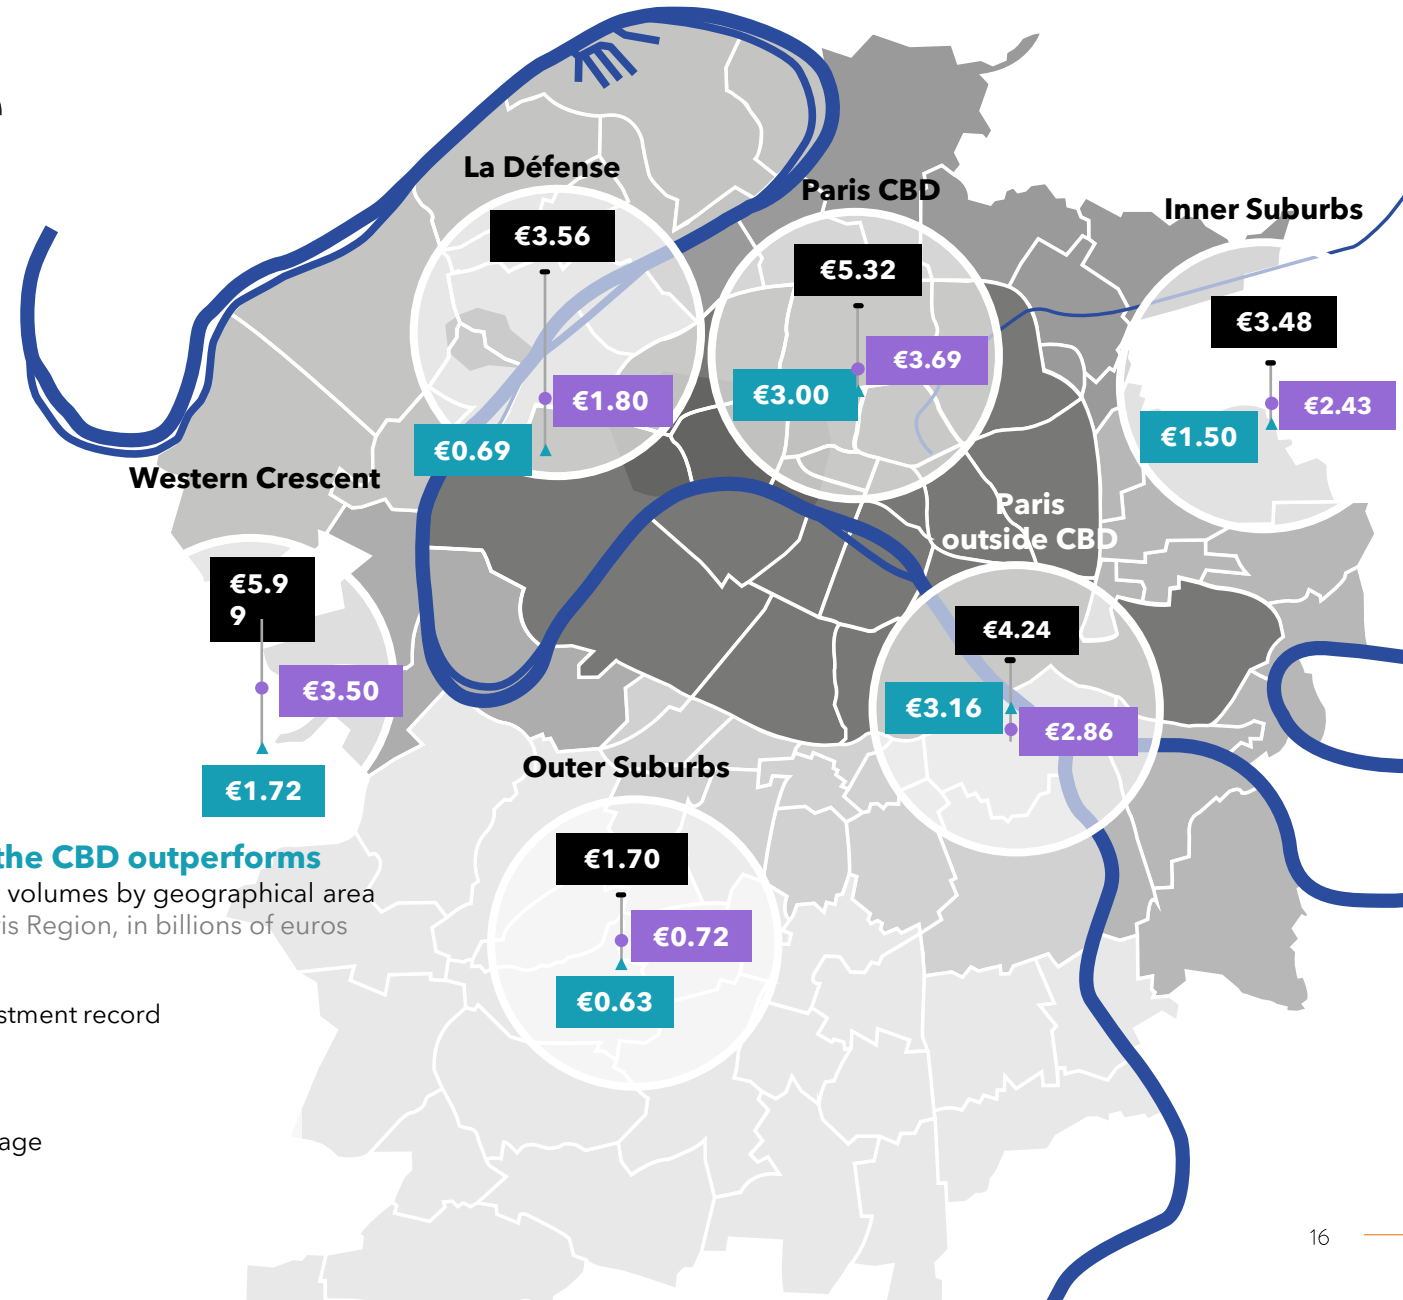 La Défense
€3.56
€1.80
€0.69
Paris CBD
€5.32
€3.69
€3.00
Inner Suburbs
€3.48
€2.43
€1.50
Western Crescent
€5.9
9
€3.50
€1.72
Paris
outside CBD
€4.24
€3.16
€2.86
Outer Suburbs
€1.70
€0.72
€0.63
the CBD outperforms
volumes by geographical area
is Region, in billions of euros
stment record
age
16